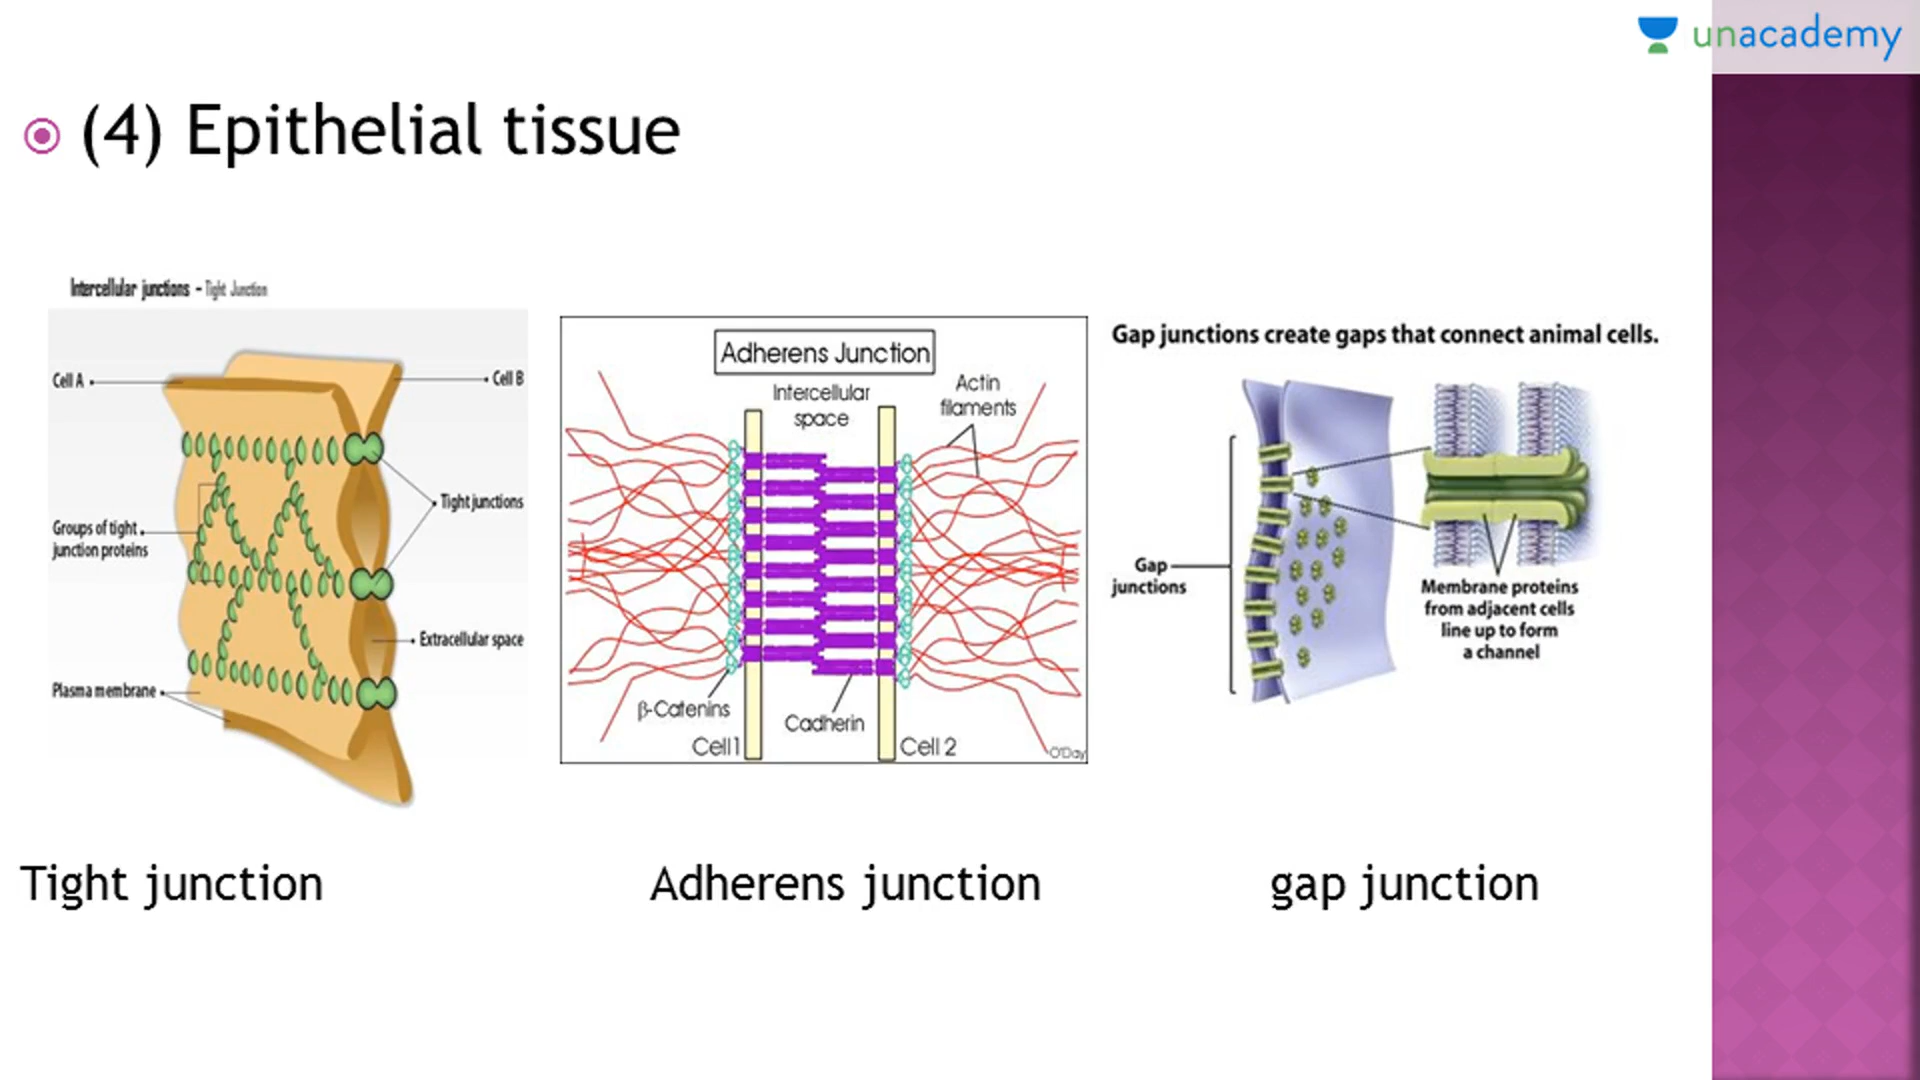 unacademy
(4) Epithelial tissue
Intercellular junctions - Tight Junction
Cell A
Cell B
Tight junctions
Groups of tight
junction proteins
Extracellular space
Plasma membrane
Adherens Junction
Intercellular
space
Actin
filaments
β-Catenins
Cadherin
Cell1
Cell 2
O'Day
Gap junctions create gaps that connect animal cells.
Gap
junctions
Membrane proteins
from adjacent cells
line up to form
a channel
Tight junction
Adherens junction
gap junction